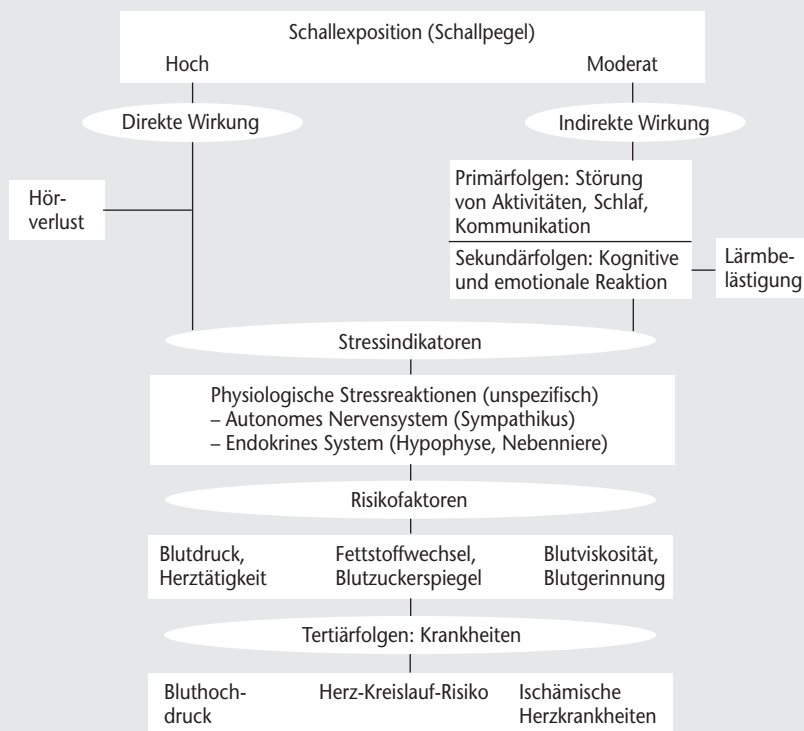 Schallexposition (Schallpegel)
Hoch
Moderat
Direkte Wirkung
Indirekte Wirkung
Hör-
verlust
Primärfolgen: Störung
von Aktivitäten, Schlaf,
Kommunikation
Sekundärfolgen: Kognitive
und emotionale Reaktion
Lärmbe-
lästigung
Stressindikatoren
Physiologische Stressreaktionen (unspezifisch)
– Autonomes Nervensystem (Sympathikus)
– Endokrines System (Hypophyse, Nebenniere)
Risikofaktoren
Blutdruck,
Herztätigkeit
Fettstoffwechsel,
Blutzuckerspiegel
Blutviskosität,
Blutgerinnung
Tertiärfolgen: Krankheiten
Bluthoch-
druck
Herz-Kreislauf-Risiko
Ischämische
Herzkrankheiten